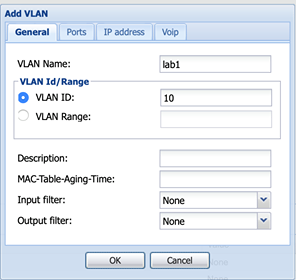 Add VLAN
General Ports IP address Voip
VLAN Name: lab1
VLAN Id/Range
VLAN ID: 10
VLAN Range:
Description:
MAC-Table-Aging-Time:
Input filter: None
Output filter: None
OK Cancel
None